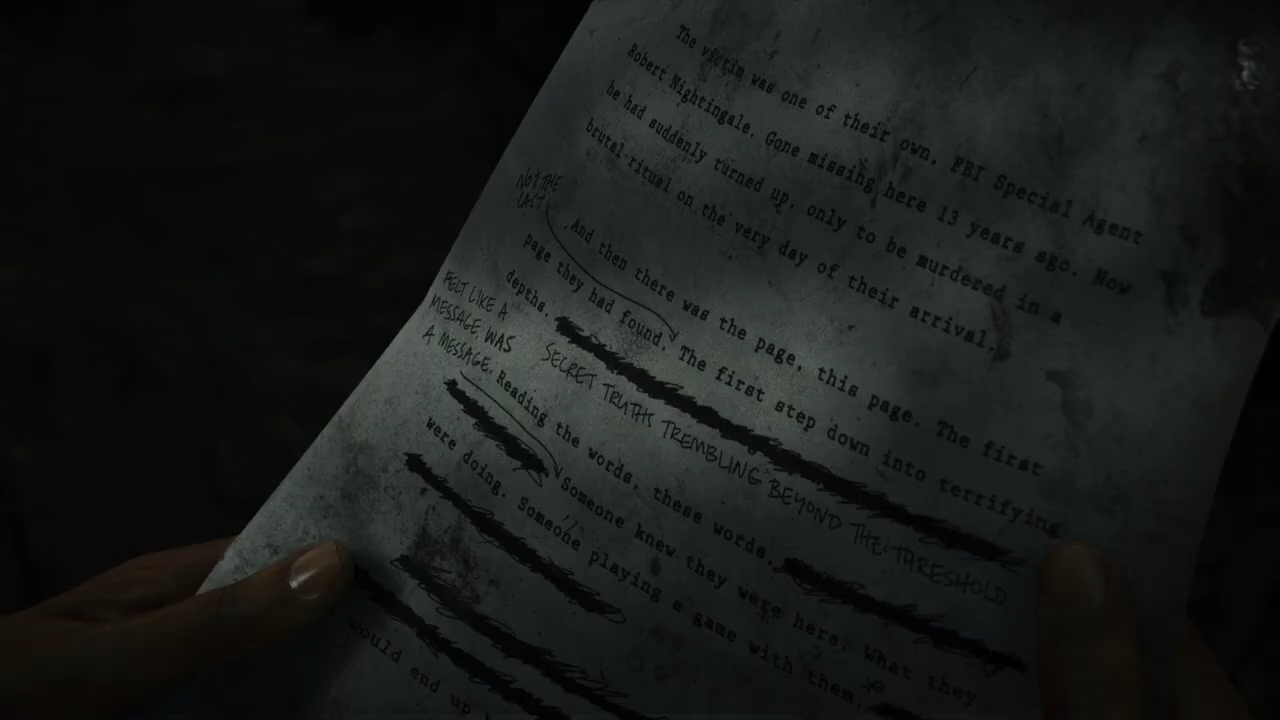 The victim was one of their own, FBI Special Agent
Robert Nightingale. Gone missing here 13 years ago. Now
he had suddenly turned up, only to be murdered in a
brutal ritual on the very day of their arrival.
NOT THE
LAST
And then there was the page, this page. The first
page they had found. The first step down into terrifying
depths.
SECRET TRUTHS TREMBLING BEYOND THE THRESHOLD
FELT LIKE A
MESSAGE. WAS
A MESSAGE.
Reading the words, these words.
Someone knew they were here. What they
were doing. Someone playing a game with them.
would end up